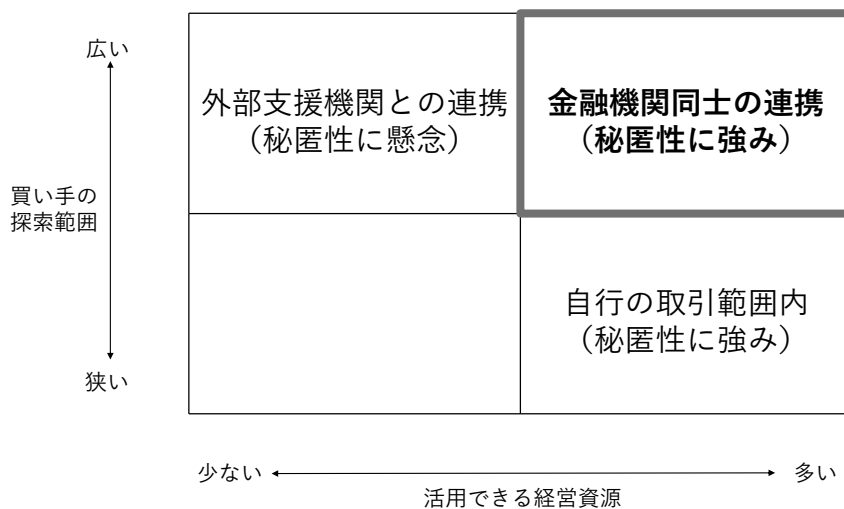 広い
外部支援機関との連携
（秘匿性に懸念）
金融機関同士の連携
（秘匿性に強み）
買い手の
探索範囲
自行の取引範囲内
（秘匿性に強み）
狭い
少ない
多い
活用できる経営資源